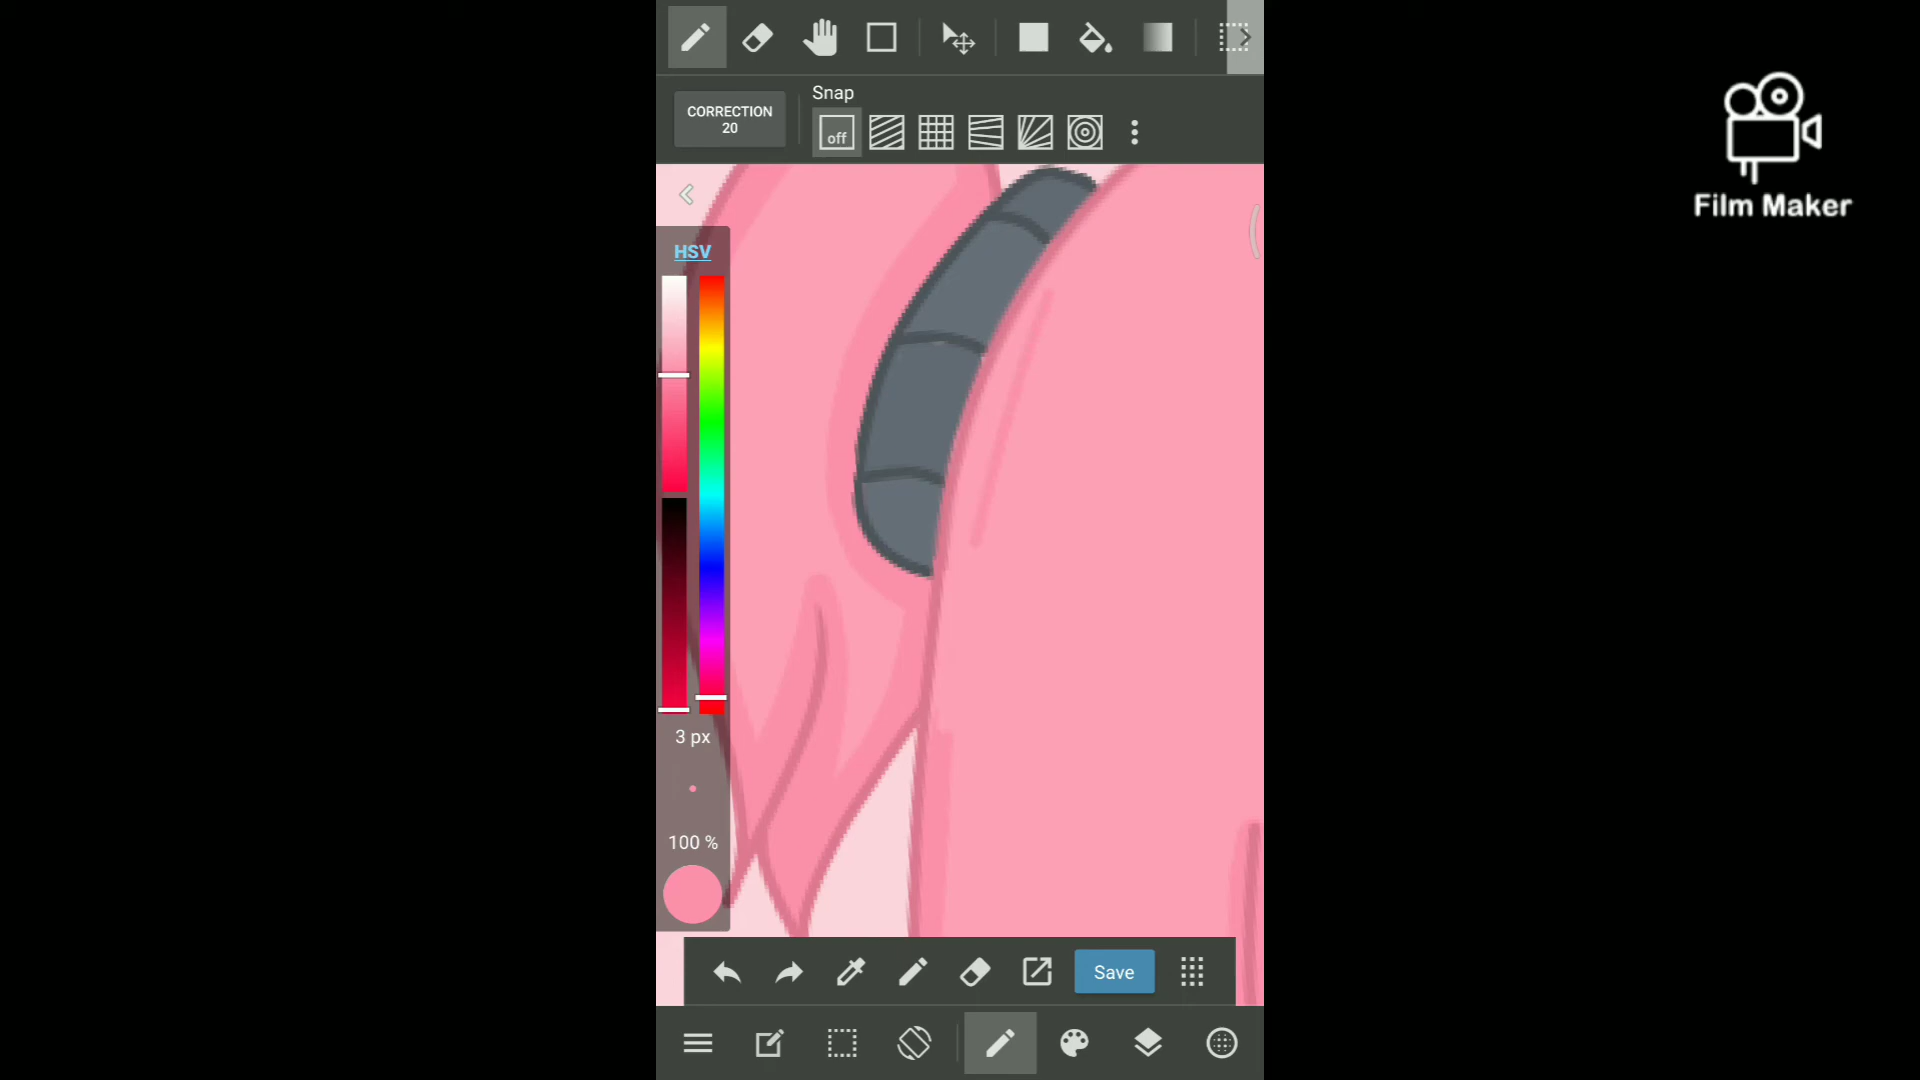 Snap
CORRECTION
20
off
HSV
Film Maker
3 px
100 %
Save